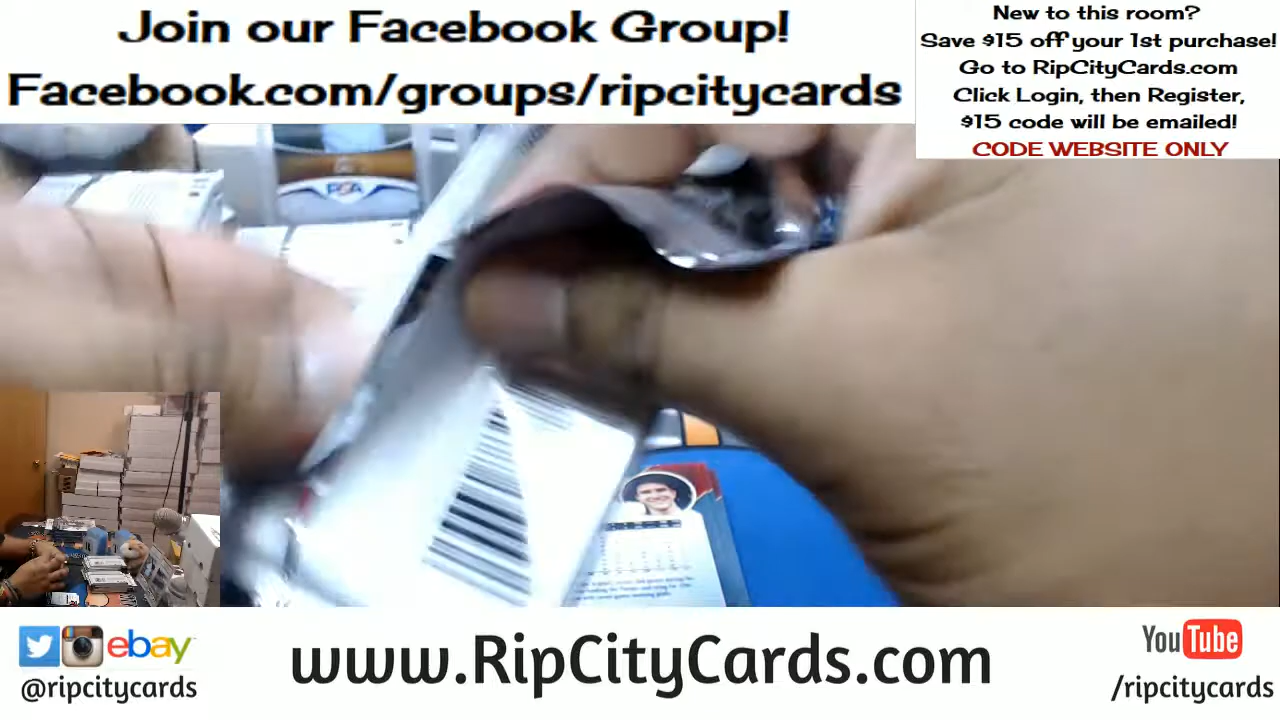 Join our Facebook Group!
Facebook.com/groups/ripcitycards
New to this room?
Save $15 off your 1st purchase!
Go to RipCityCards.com
Click Login, then Register,
$15 code will be emailed!
CODE WEBSITE ONLY
PSA
ebay
@ripcitycards
www.RipCityCards.com
YouTube
/ripcitycards